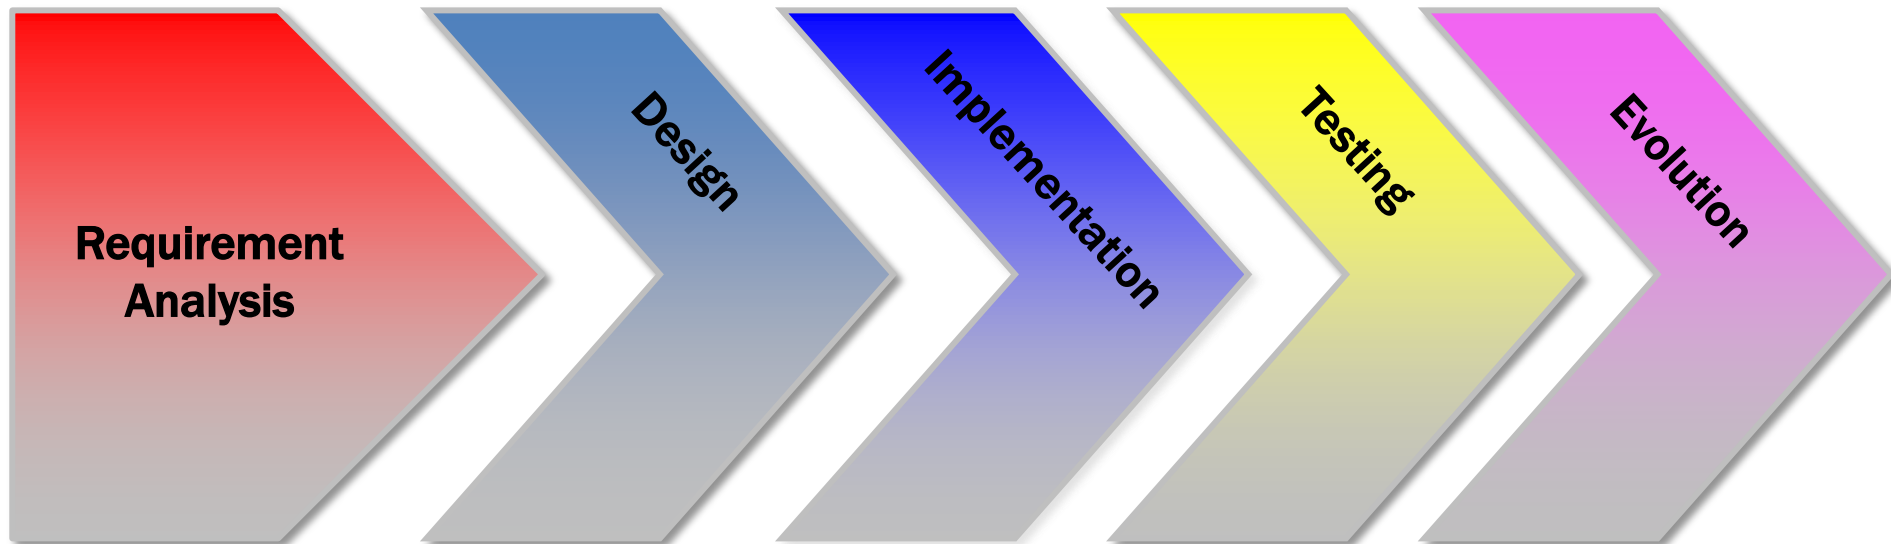 Requirement
Analysis
Design
Implementation
Testing
Evolution